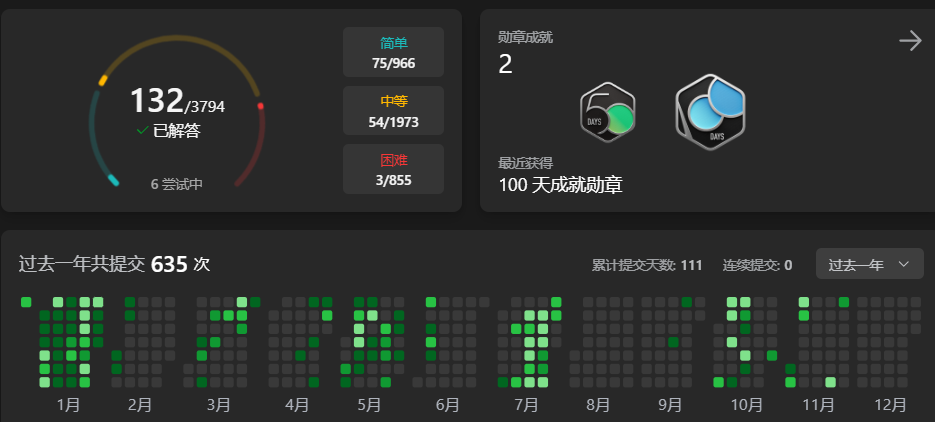 132/3794
已解答
6 尝试中
简单
75/966
中等
54/1973
困难
3/855
勋章成就
2
50
DAYS
DAYS
最近获得
100 天成就勋章
过去一年共提交 635 次
累计提交天数: 111
连续提交: 0
过去一年
1月
2月
3月
4月
5月
6月
7月
8月
9月
10月
11月
12月